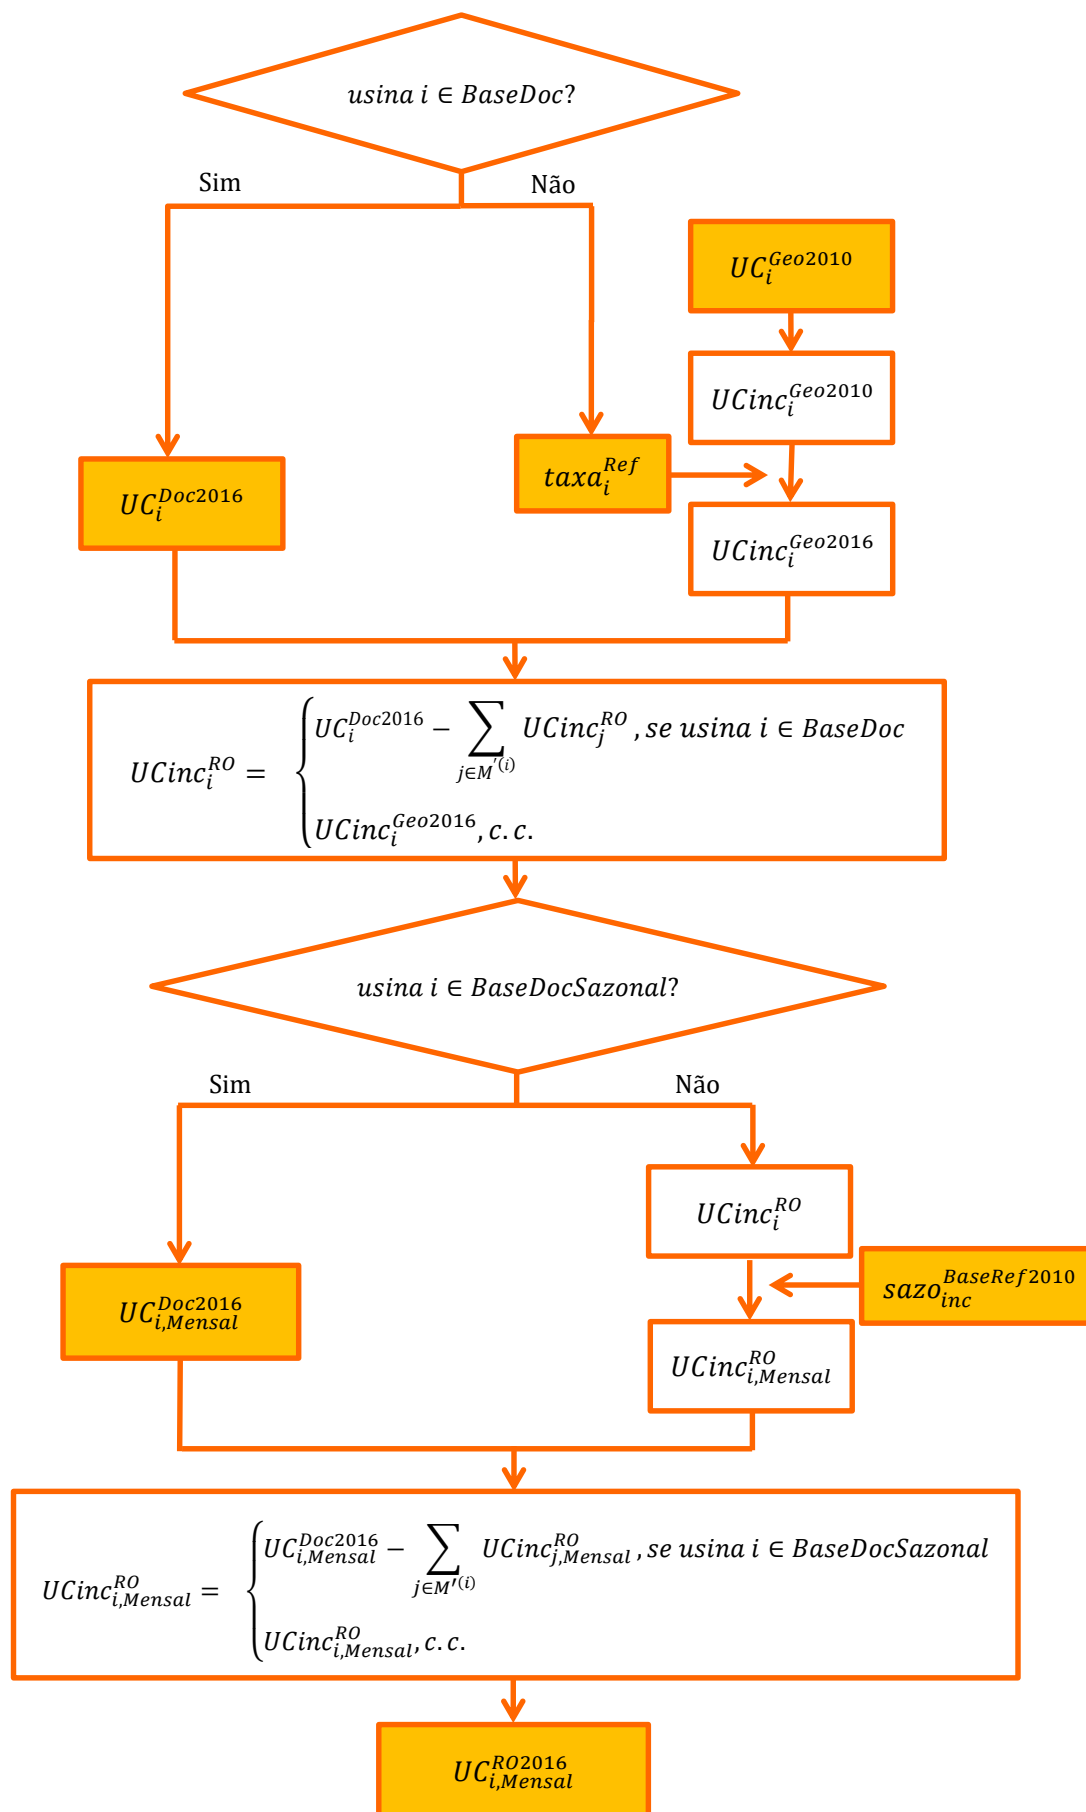 usina i ∈ BaseDoc?
Sim Não
UC_i^{Geo2010}
UCinc_i^{Geo2010}
taxa_i^{Ref}
UC_i^{Doc2016}
UCinc_i^{Geo2016}
UCinc_i^{RO} = { UC_i^{Doc2016} − ∑_{j∈M'^{(i)}} UCinc_j^{RO}, se usina i ∈ BaseDoc
UCinc_i^{Geo2016}, c.c.
usina i ∈ BaseDocSazonal?
Sim Não
UCinc_i^{RO}
sazo_{inc}^{BaseRef2010}
UC_{i,Mensal}^{Doc2016}
UCinc_{i,Mensal}^{RO}
UCinc_{i,Mensal}^{RO} = { UC_{i,Mensal}^{Doc2016} − ∑_{j∈M'^{(i)}} UCinc_{j,Mensal}^{RO}, se usina i ∈ BaseDocSazonal
UCinc_{i,Mensal}^{RO}, c.c.
UC_{i,Mensal}^{RO2016}